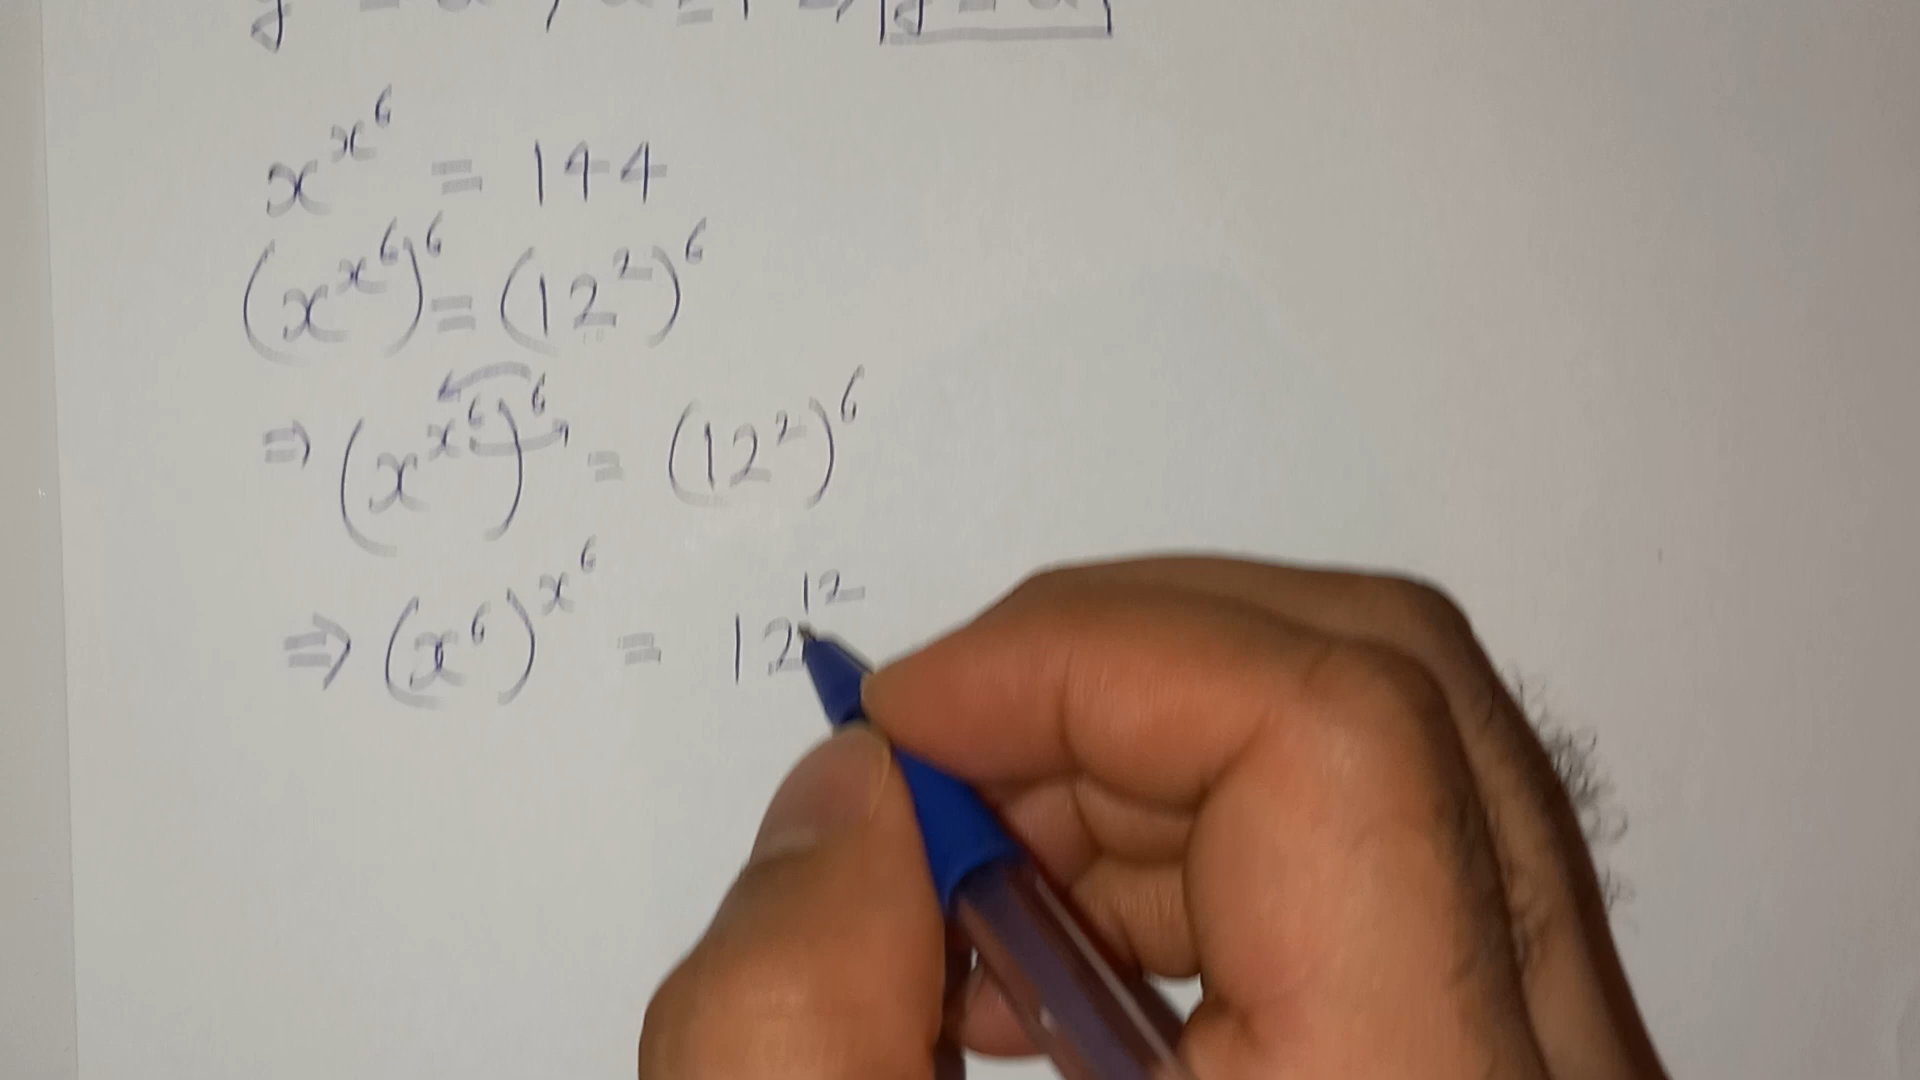 x^{x^6} = 144
(x^{x^6})^6 = (12^2)^6
⇒ (x^{x^6})^6 = (12^2)^6
⇒ (x^6)^{x^6} = 12^{12}